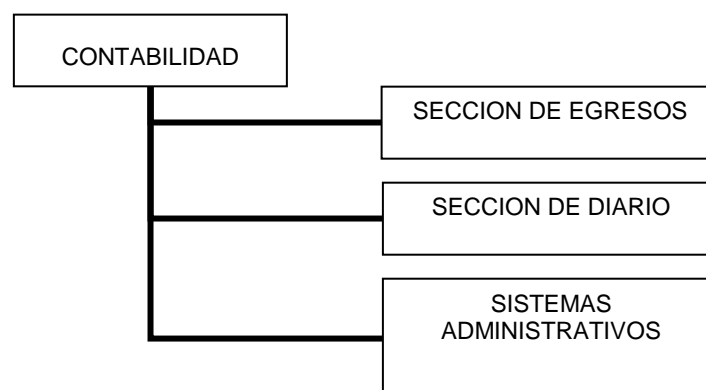 CONTABILIDAD
SECCION DE EGRESOS
SECCION DE DIARIO
SISTEMAS
ADMINISTRATIVOS